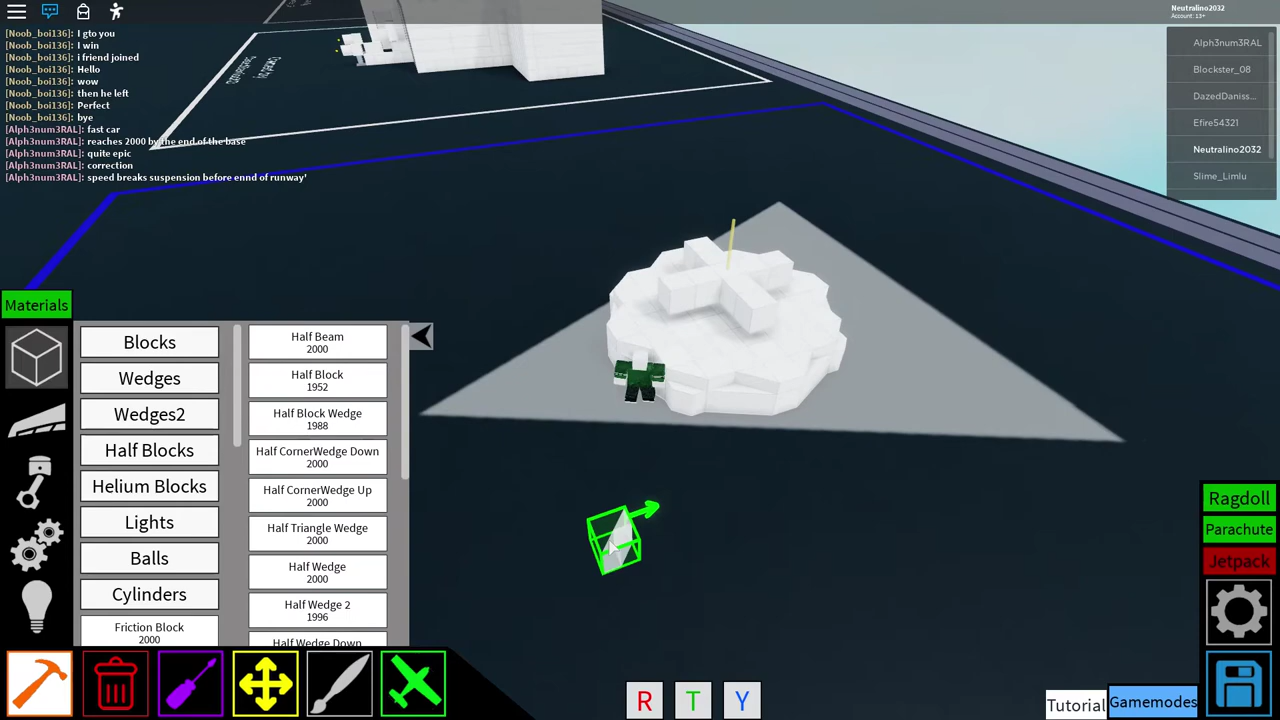 Neutralino2032
Account: 13+
[Noob_boi136]: I gto you
[Noob_boi136]: I win
[Noob_boi136]: i friend joined
[Noob_boi136]: Hello
[Noob_boi136]: wow
[Noob_boi136]: then he left
[Noob_boi136]: Perfect
[Noob_boi136]: bye
[Alph3num3RAL]: fast car
[Alph3num3RAL]: reaches 2000 by the end of the base
[Alph3num3RAL]: quite epic
[Alph3num3RAL]: correction
[Alph3num3RAL]: speed breaks suspension before ennd of runway'
Alph3num3RAL
Blockster_08
DazedDaniss...
Efire54321
Neutralino2032
Slime_Limlu
Materials
Blocks
Wedges
Wedges2
Half Blocks
Helium Blocks
Lights
Balls
Cylinders
Friction Block
2000
Half Beam
2000
Half Block
1952
Half Block Wedge
1988
Half CornerWedge Down
2000
Half CornerWedge Up
2000
Half Triangle Wedge
2000
Half Wedge
2000
Half Wedge 2
1996
Half Wedge Down
Ragdoll
Parachute
Jetpack
R
T
Y
Tutorial
Gamemodes